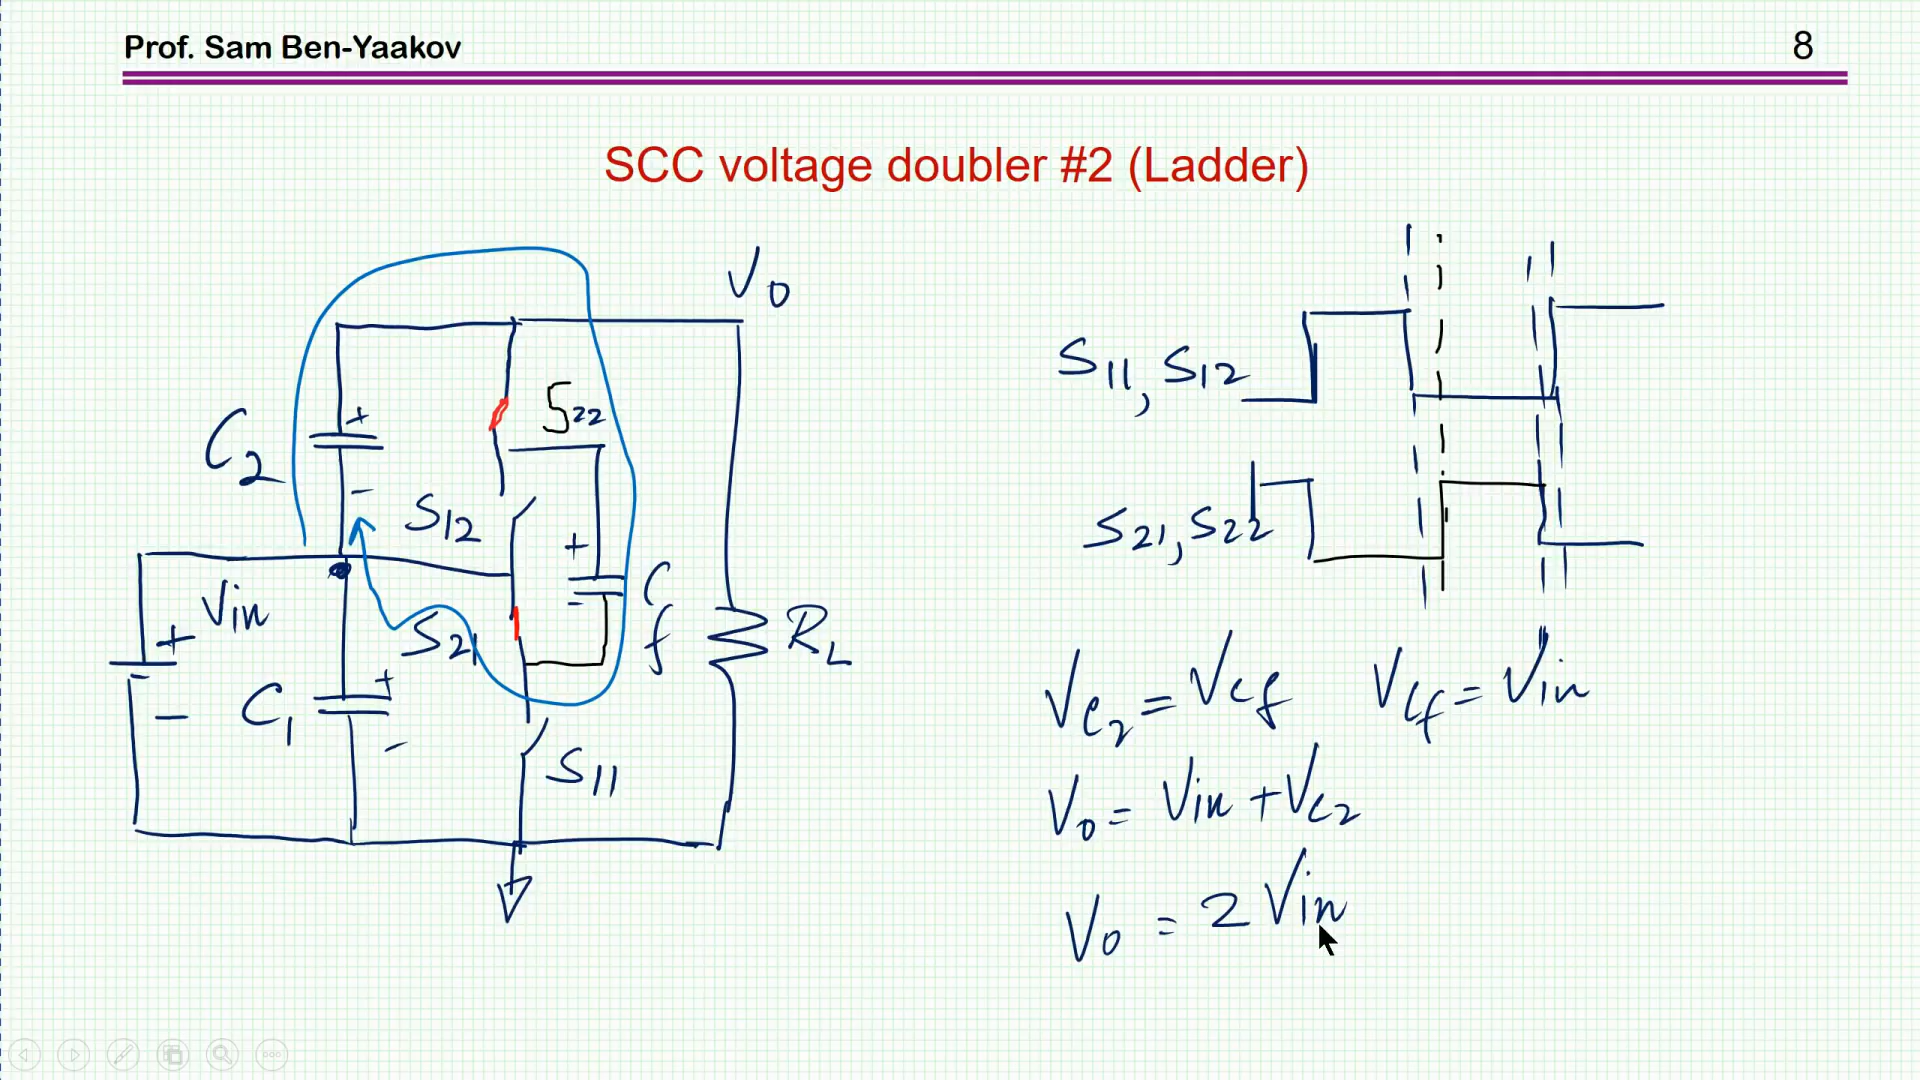 Prof. Sam Ben-Yaakov
8
SCC voltage doubler #2 (Ladder)
Vo
S11, S12
S22
C2
+
-
S12
S21, S22
+
-
Cf
Vin
+
-
S21
RL
C1
+
-
S11
VC2 = VCf
VCf = Vin
Vo = Vin + VC2
Vo = 2 Vin